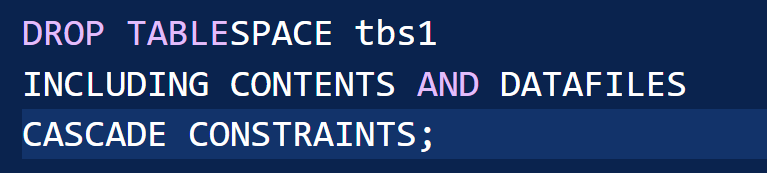 DROP TABLESPACE tbs1
INCLUDING CONTENTS AND DATAFILES
CASCADE CONSTRAINTS;